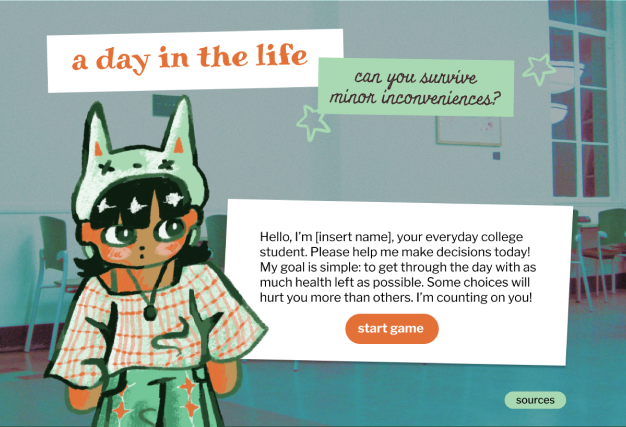 a day in the life
can you survive
minor inconveniences?
Hello, I'm [insert name], your everyday college
student. Please help me make decisions today!
My goal is simple: to get through the day with as
much health left as possible. Some choices will
hurt you more than others. I'm counting on you!
start game
sources